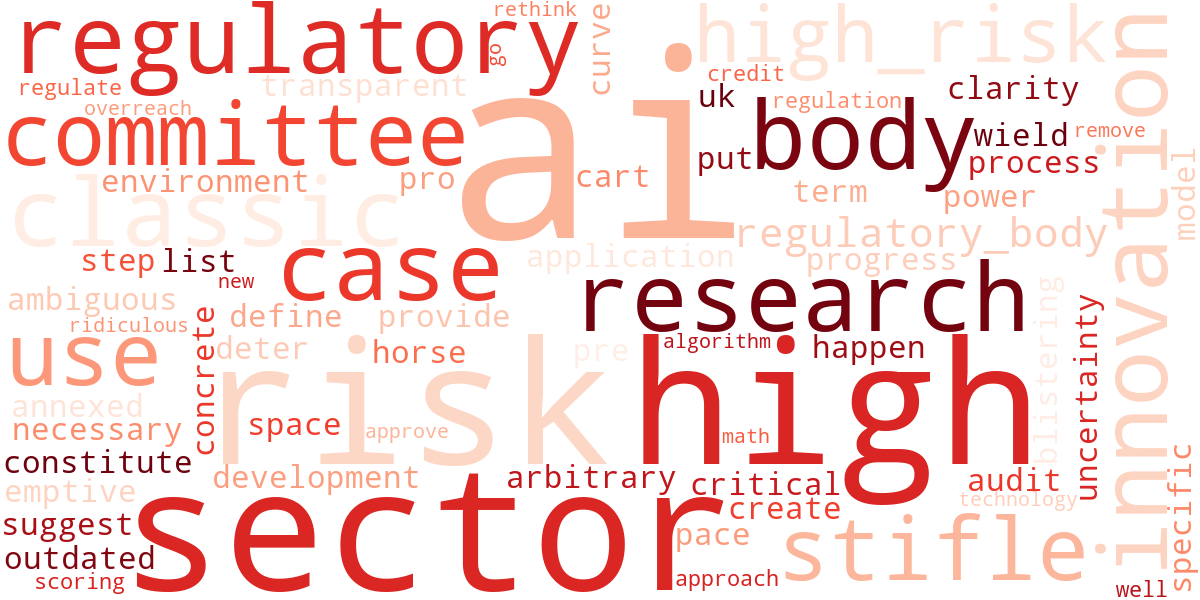 rethink
regulatory
go
curve
high_risk
innovation
regulate
transparent
credit
clarity
overreach
uk
regulation
ai
committee
body
wield
remove
put
process
model
environment
pro
cart
term
power
classic
regulatory_body
case
application
progress
step
list
new
research
ambiguous
blistering
ridiculous
define
provide
uncertainty
concrete
use
deter
horse
pre
algorithm
happen
risk
high
annexed
necessary
space
approve
math
constitute
development
arbitrary
critical
audit
specific
emptive
technology
sector
create
suggest
pace
stifle
outdated
scoring
approach
well